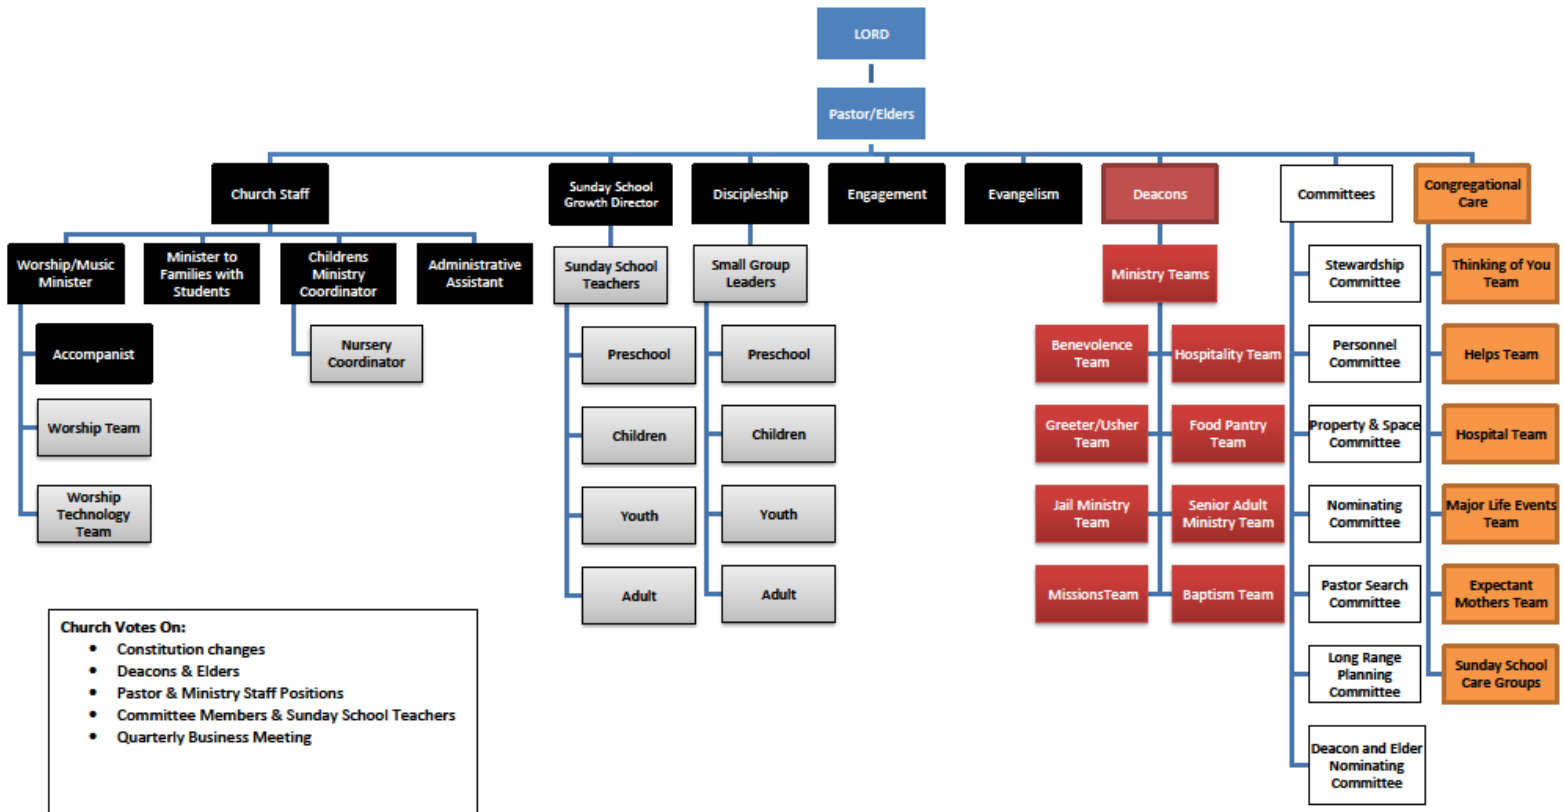 LORD
Pastor/Elders
Church Staff
Sunday School
Growth Director
Discipleship
Engagement
Evangelism
Deacons
Committees
Congregational
Care
Worship/Music
Minister
Minister to
Families with
Students
Childrens
Ministry
Coordinator
Administrative
Assistant
Sunday School
Teachers
Small Group
Leaders
Ministry Teams
Stewardship
Committee
Thinking of You
Team
Accompanist
Nursery
Coordinator
Preschool
Preschool
Benevolence
Team
Hospitality Team
Personnel
Committee
Helps Team
Worship Team
Children
Children
Greeter/Usher
Team
Food Pantry
Team
Property & Space
Committee
Hospital Team
Worship
Technology
Team
Youth
Youth
Jail Ministry
Team
Senior Adult
Ministry Team
Nominating
Committee
Major Life Events
Team
Adult
Adult
MissionsTeam
Baptism Team
Pastor Search
Committee
Expectant
Mothers Team
Long Range
Planning
Committee
Sunday School
Care Groups
Deacon and Elder
Nominating
Committee
Church Votes On:
• Constitution changes
• Deacons & Elders
• Pastor & Ministry Staff Positions
• Committee Members & Sunday School Teachers
• Quarterly Business Meeting